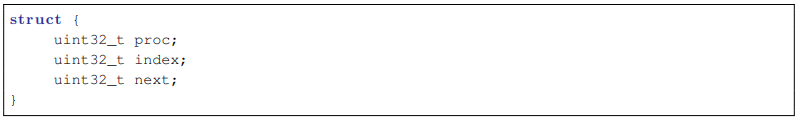 struct {
    uint32_t proc;
    uint32_t index;
    uint32_t next;
}